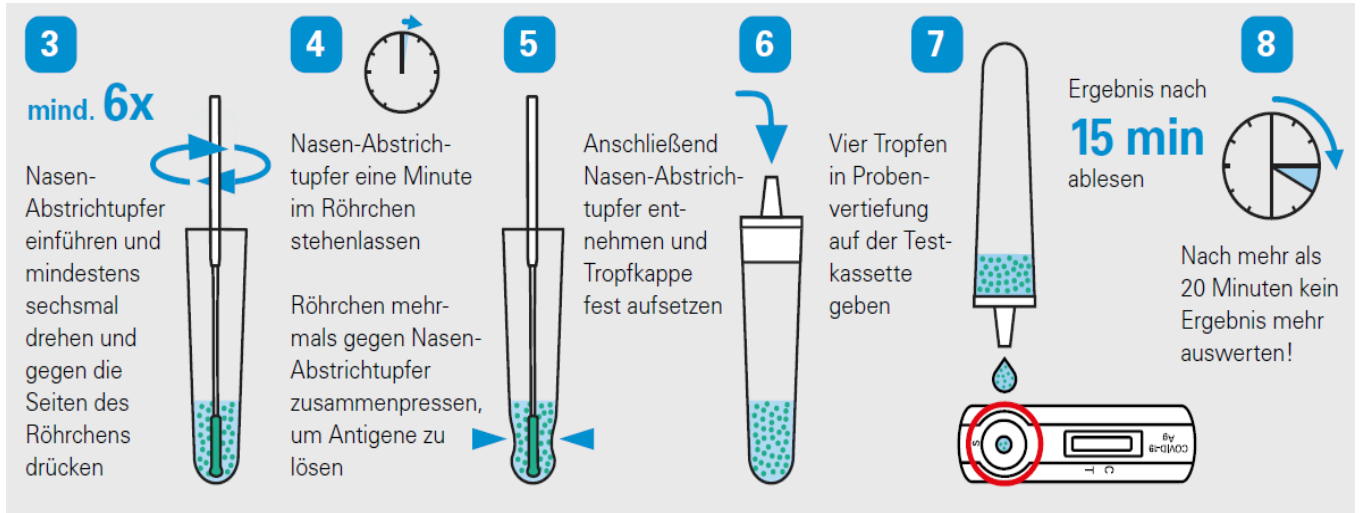 3
mind. 6x
Nasen-
Abstrichtupfer
einführen und
mindestens
sechsmal
drehen und
gegen die
Seiten des
Röhrchens
drücken
4
Nasen-Abstrich-
tupfer eine Minute
im Röhrchen
stehenlassen
Röhrchen mehr-
mals gegen Nasen-
Abstrichtupfer
zusammenpressen,
um Antigene zu
lösen
5
6
Anschließend
Nasen-Abstrich-
tupfer ent-
nehmen und
Tropfkappe
fest aufsetzen
7
Vier Tropfen
in Proben-
vertiefung
auf der Test-
kassette
geben
S
C
T
COVID-19
Ag
8
Ergebnis nach
15 min
ablesen
Nach mehr als
20 Minuten kein
Ergebnis mehr
auswerten!